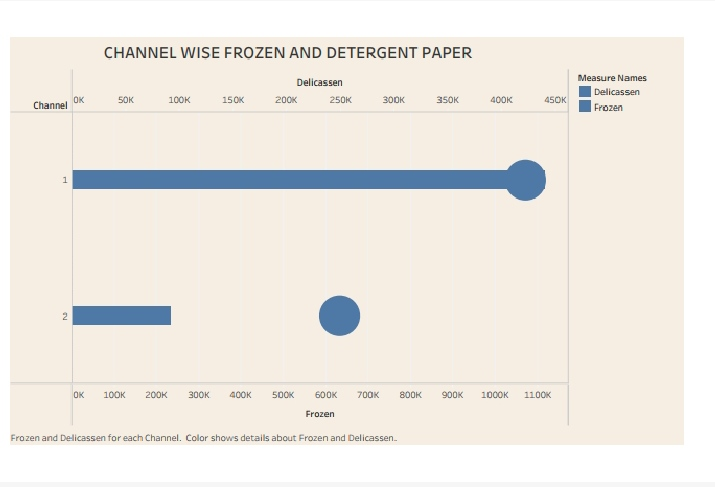 CHANNEL WISE FROZEN AND DETERGENT PAPER
Delicassen
Measure Names
Delicassen
Frozen
Channel 0K 50K 100K 150K 200K 250K 300K 350K 400K 450K
1
2
0K 100K 200K 300K 400K 500K 600K 700K 800K 900K 1000K 1100K
Frozen
Frozen and Delicassen for each Channel. Color shows details about Frozen and Delicassen.